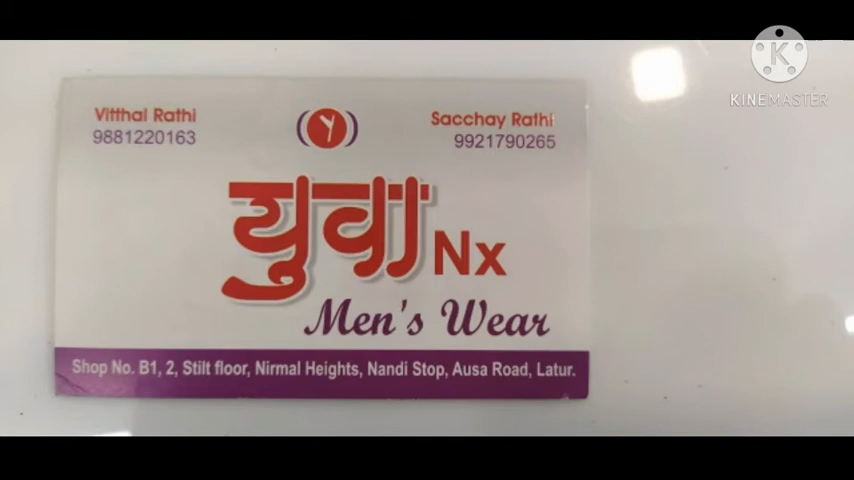 KINEMASTER
Vitthal Rathi
9881220163
Sacchay Rathi
9921790265
युवा Nx
Men's Wear
Shop No. B1, 2, Stilt floor, Nirmal Heights, Nandi Stop, Ausa Road, Latur.